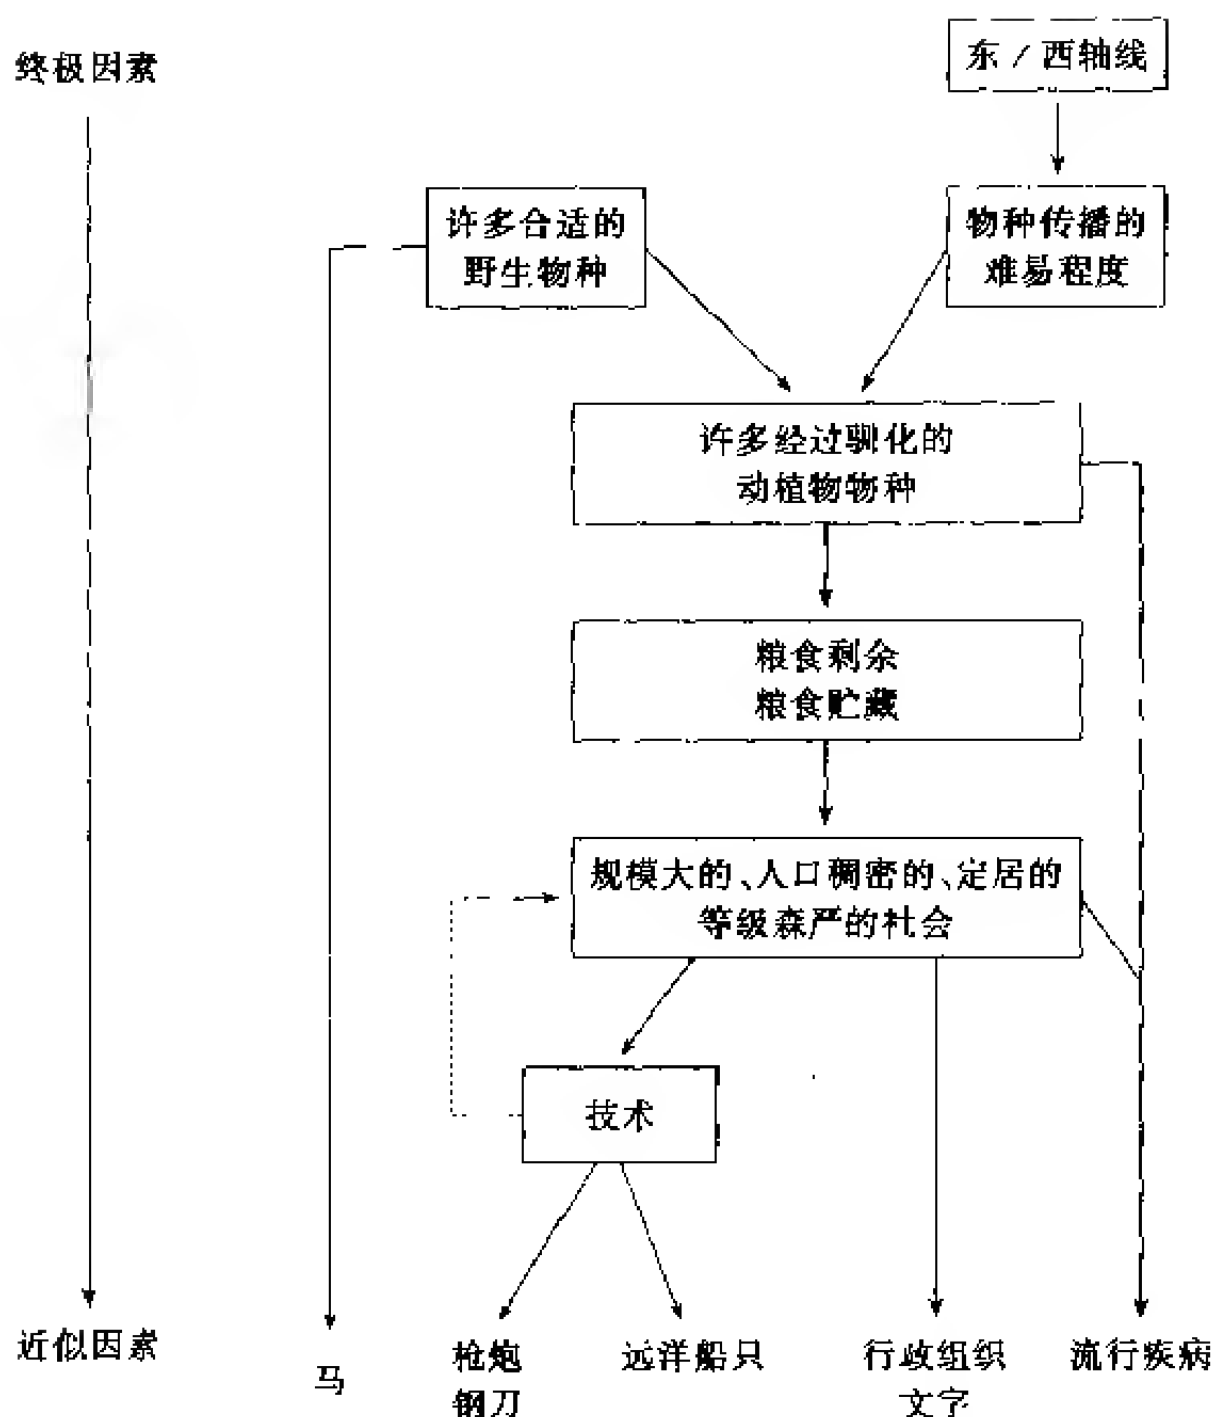 终极因素
东/西轴线
许多合适的
野生物种
物种传播的
难易程度
许多经过驯化的
动植物物种
粮食剩余
粮食贮藏
规模大的、人口稠密的、定居的
等级森严的社会
技术
近似因素
马
枪炮
钢刀
远洋船只
行政组织
文字
流行疾病